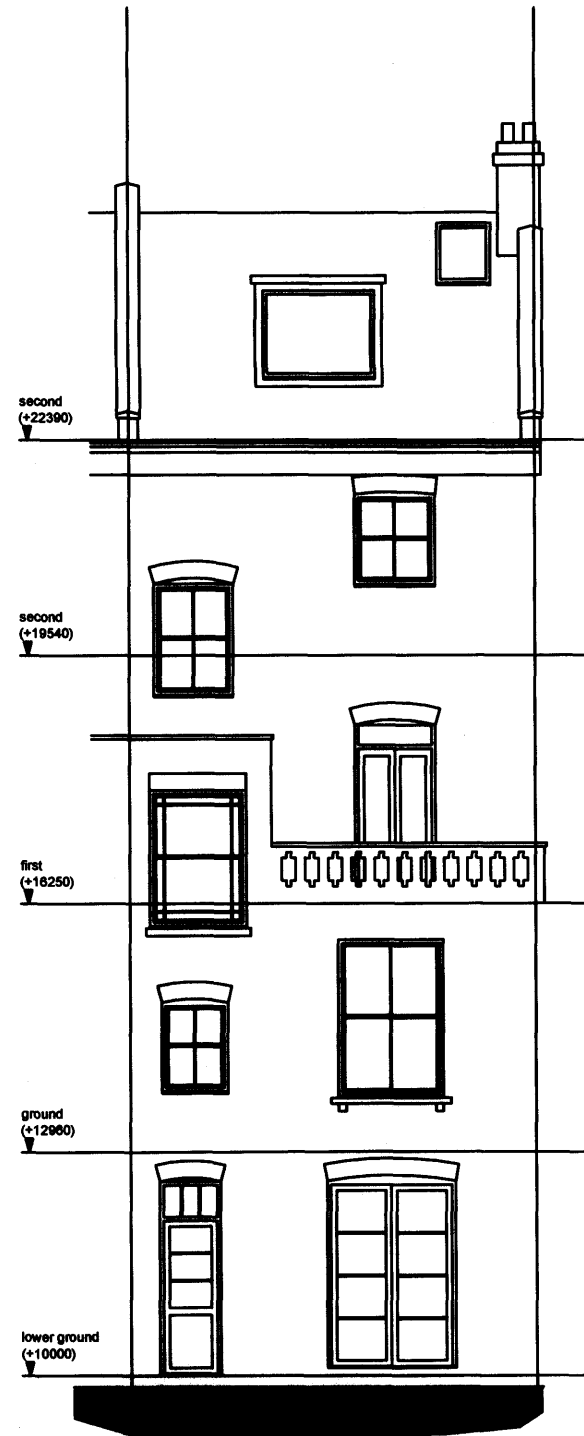 second
(+22390)
second
(+19540)
first
(+16250)
ground
(+12960)
lower ground
(+10000)